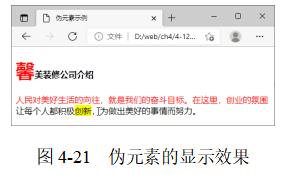 伪元素示例
文件 D:/web/ch4/4-12...
馨美装修公司介绍
人民对美好生活的向往，就是我们的奋斗目标。在这里，创业的氛围
让每个人都积极创新，为做出美好的事情而努力。
图 4-21 伪元素的显示效果